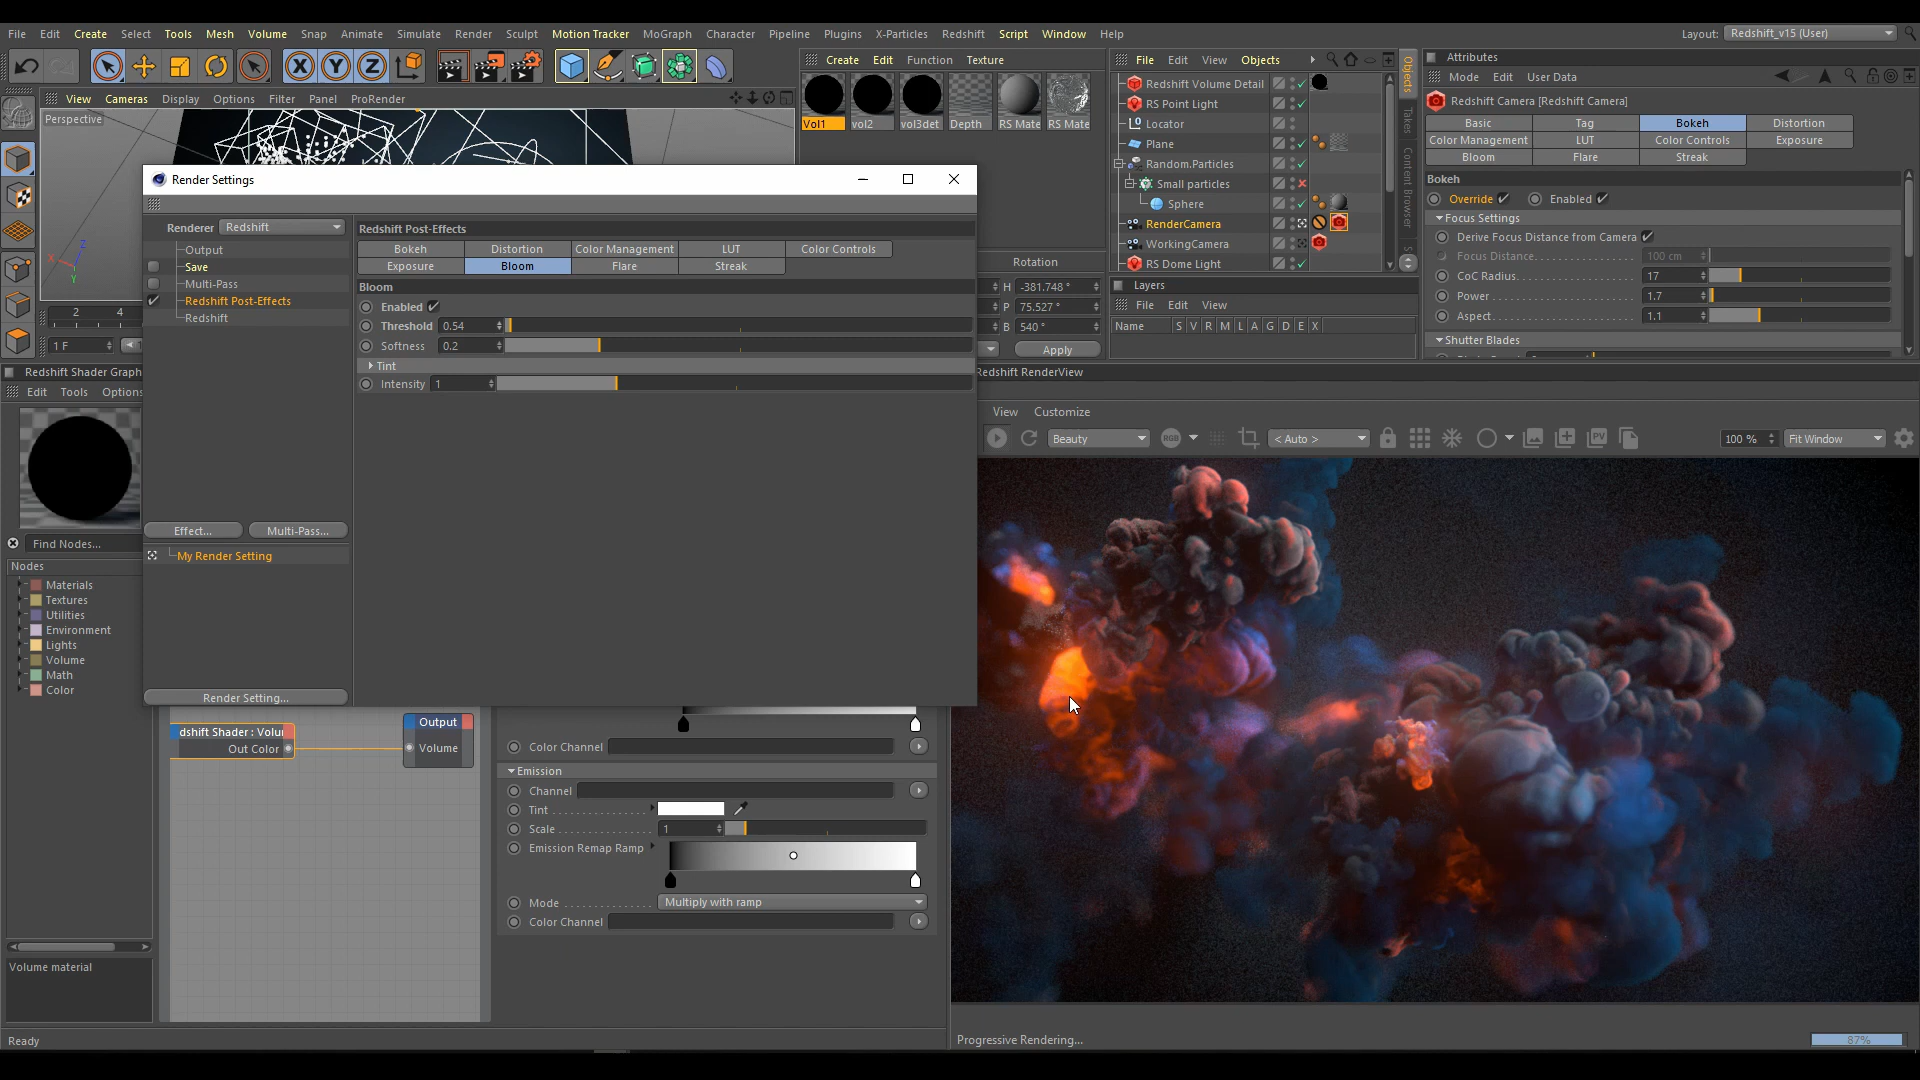 File Edit Create Select Tools Mesh Volume Snap Animate Simulate Render Sculpt Motion Tracker MoGraph Character Pipeline Plugins X-Particles Redshift Script Window Help
Layout: Redshift_v15 (User)
View Cameras Display Options Filter Panel ProRender
Perspective
Create Edit Function Texture
Vol1 vol2 vol3det Depth RS Mate RS Mate
File Edit View Objects
Redshift Volume Detail
RS Point Light
Locator
Plane
Random.Particles
Small particles
Sphere
RenderCamera
WorkingCamera
RS Dome Light
Objects
Takes
Content Browser
Attributes
Mode Edit User Data
Redshift Camera [Redshift Camera]
Basic Tag Bokeh Distortion
Color Management LUT Color Controls Exposure
Bloom Flare Streak
Bokeh
Override Enabled
Focus Settings
Derive Focus Distance from Camera
Focus Distance. 100 cm
CoC Radius 17
Power 1.7
Aspect 1.1
Shutter Blades
Rotation
H -381.748 °
P 75.527 °
B 540 °
Apply
Layers
File Edit View
Name S V R M L A G D E X
2 4
1 F
Render Settings
Renderer Redshift
Output
Save
Multi-Pass
Redshift Post-Effects
Redshift
Effect... Multi-Pass...
My Render Setting
Render Setting...
Redshift Post-Effects
Bokeh Distortion Color Management LUT Color Controls
Exposure Bloom Flare Streak
Bloom
Enabled
Threshold 0.54
Softness 0.2
Tint
Intensity 1
Redshift Shader Graph
Edit Tools Options
Find Nodes...
Nodes
Materials
Textures
Utilities
Environment
Lights
Volume
Math
Color
Volume material
Ready
dshift Shader : Volu
Out Color
Output
Volume
Color Channel
Emission
Channel
Tint
Scale 1
Emission Remap Ramp
Mode Multiply with ramp
Color Channel
Redshift RenderView
View Customize
Beauty RGB < Auto > PV 100 % Fit Window
Progressive Rendering...
87%